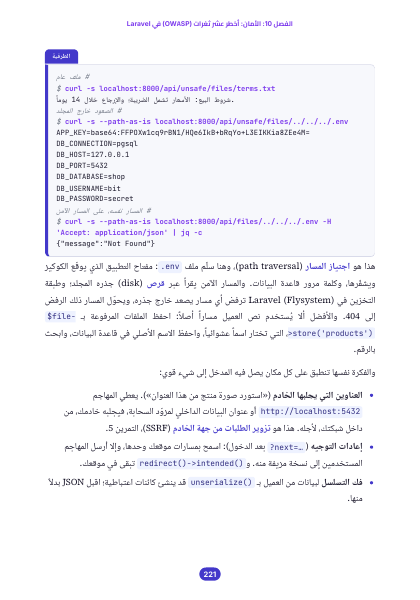 الفصل 10: الأمان: أخطر عشر ثغرات (OWASP) في Laravel
الطرفية
# ملف عام
$ curl -s localhost:8000/api/unsafe/files/terms.txt
شروط البيع: الأسعار تشمل الضريبة، والإرجاع خلال 14 يوماً.
# الصعود خارج المجلد
$ curl -s --path-as-is localhost:8000/api/unsafe/files/../../../.env
APP_KEY=base64:FFPOXw1cq9rBN1/HQe6IkB+bRqYo+L3EIKKia8ZEe4M=
DB_CONNECTION=pgsql
DB_HOST=127.0.0.1
DB_PORT=5432
DB_DATABASE=shop
DB_USERNAME=bit
DB_PASSWORD=secret
# المسار نفسه، على المسار الآمن
$ curl -s --path-as-is localhost:8000/api/files/../../../.env -H
'Accept: application/json' | jq -c
{"message":"Not Found"}
هذا هو اجتياز المسار (path traversal)، وهنا سلّم ملف .env: مفتاح التطبيق الذي يوقع الكوكيز
ويشفّرها، وكلمة مرور قاعدة البيانات. والمسار الآمن يقرأ عبر قرص (disk) جذره المجلد؛ وطبقة
التخزين في Laravel (Flysystem) ترفض أي مسار يصعد خارج جذره، ويحوّل المسار ذلك الرفض
إلى 404. والأفضل ألا يُستخدم نص العميل مساراً أصلاً: احفظ الملفات المرفوعة بـ $file-
>store('products')، التي تختار اسماً عشوائياً، واحفظ الاسم الأصلي في قاعدة البيانات، وابحث
بالرقم.
والفكرة نفسها تنطبق على كل مكان يصل فيه المدخل إلى شيء قوي:
• العناوين التي يجلبها الخادم («استورد صورة منتج من هذا العنوان»). يعطي المهاجم
http://localhost:5432 أو عنوان البيانات الداخلي لمزوّد السحابة، فيجلبه خادمك، من
داخل شبكتك، لأجله. هذا هو تزوير الطلبات من جهة الخادم (SSRF)، التمرين 5.
• إعادات التوجيه (?next=… بعد الدخول): اسمح بمسارات موقعك وحدها، وإلا أرسل المهاجم
المستخدمين إلى نسخة مزيفة منه. و redirect()->intended() تبقى في موقعك.
• فك التسلسل لبيانات من العميل بـ unserialize() قد ينشئ كائنات اعتباطية؛ اقبل JSON بدلاً
منها.
221